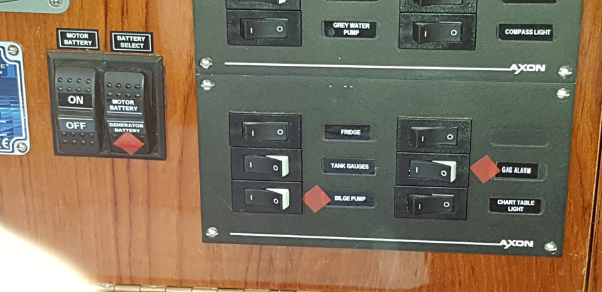 GREY WATER
PUMP
COMPASS LIGHT
AXON
MOTOR
BATTERY
BATTERY
SELECT
ON
OFF
MOTOR
BATTERY
GENERATOR
BATTERY
FRIDGE
TANK GAUGES
BILGE PUMP
GAS ALARM
CHART TABLE
LIGHT
AXON